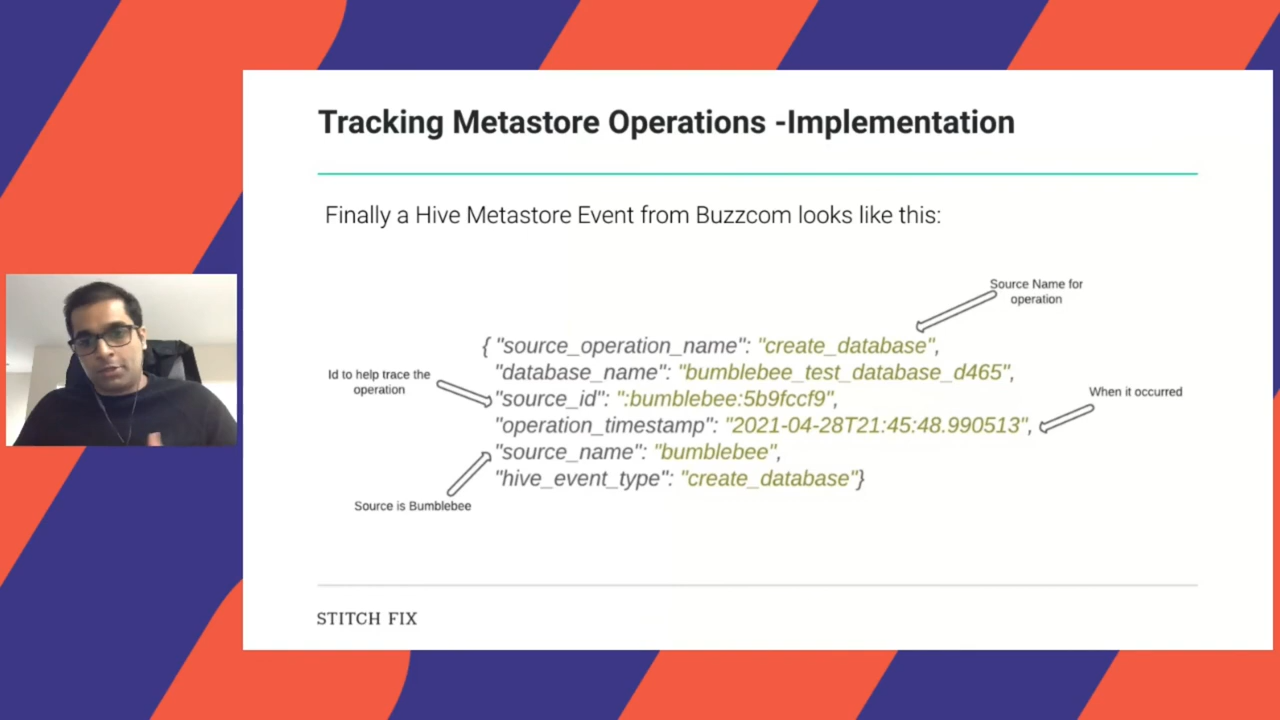 Tracking Metastore Operations -Implementation
Finally a Hive Metastore Event from Buzzcom looks like this:
Source Name for
operation
{ "source_operation_name": "create_database",
Id to help trace the
operation
"database_name": "bumblebee_test_database_d465",
When it occurred
"source_id": ":bumblebee:5b9fccf9",
"operation_timestamp": "2021-04-28T21:45:48.990513",
"source_name": "bumblebee",
"hive_event_type": "create_database"}
Source is Bumblebee
STITCH FIX